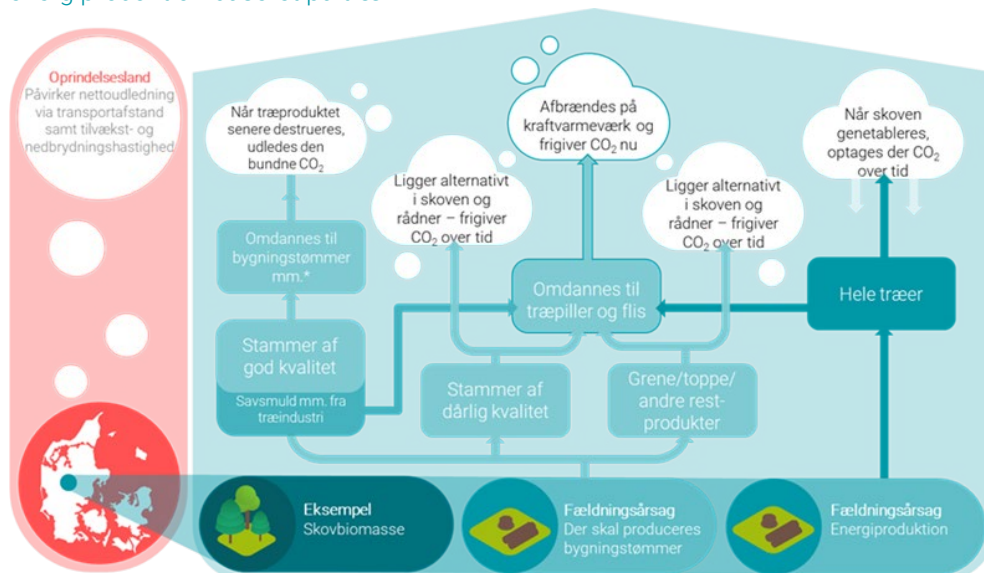 Oprindelsesland
Påvirker nettoudledning
via transportafstand
samt tilvækst- og
nedbrydningshastighed
Når træproduktet
senere destrueres,
udledes den
bundne CO₂
Afbrændes på
kraftvarmeværk og
frigiver CO₂ nu
Når skoven
genetableres,
optages der CO₂
over tid
Ligger alternativt
i skoven og
rådner – frigiver
CO₂ over tid
Ligger alternativt
i skoven og
rådner – frigiver
CO₂ over tid
Omdannes til
bygningstømmer
mm.*
Omdannes til
træpiller og flis
Hele træer
Stammer af
god kvalitet
Savsmuld mm. fra
træindustri
Stammer af
dårlig kvalitet
Grene/toppe/
andre rest-
produkter
Eksempel
Skovbiomasse
Fældningsårsag
Der skal produceres
bygningstømmer
Fældningsårsag
Energiproduktion